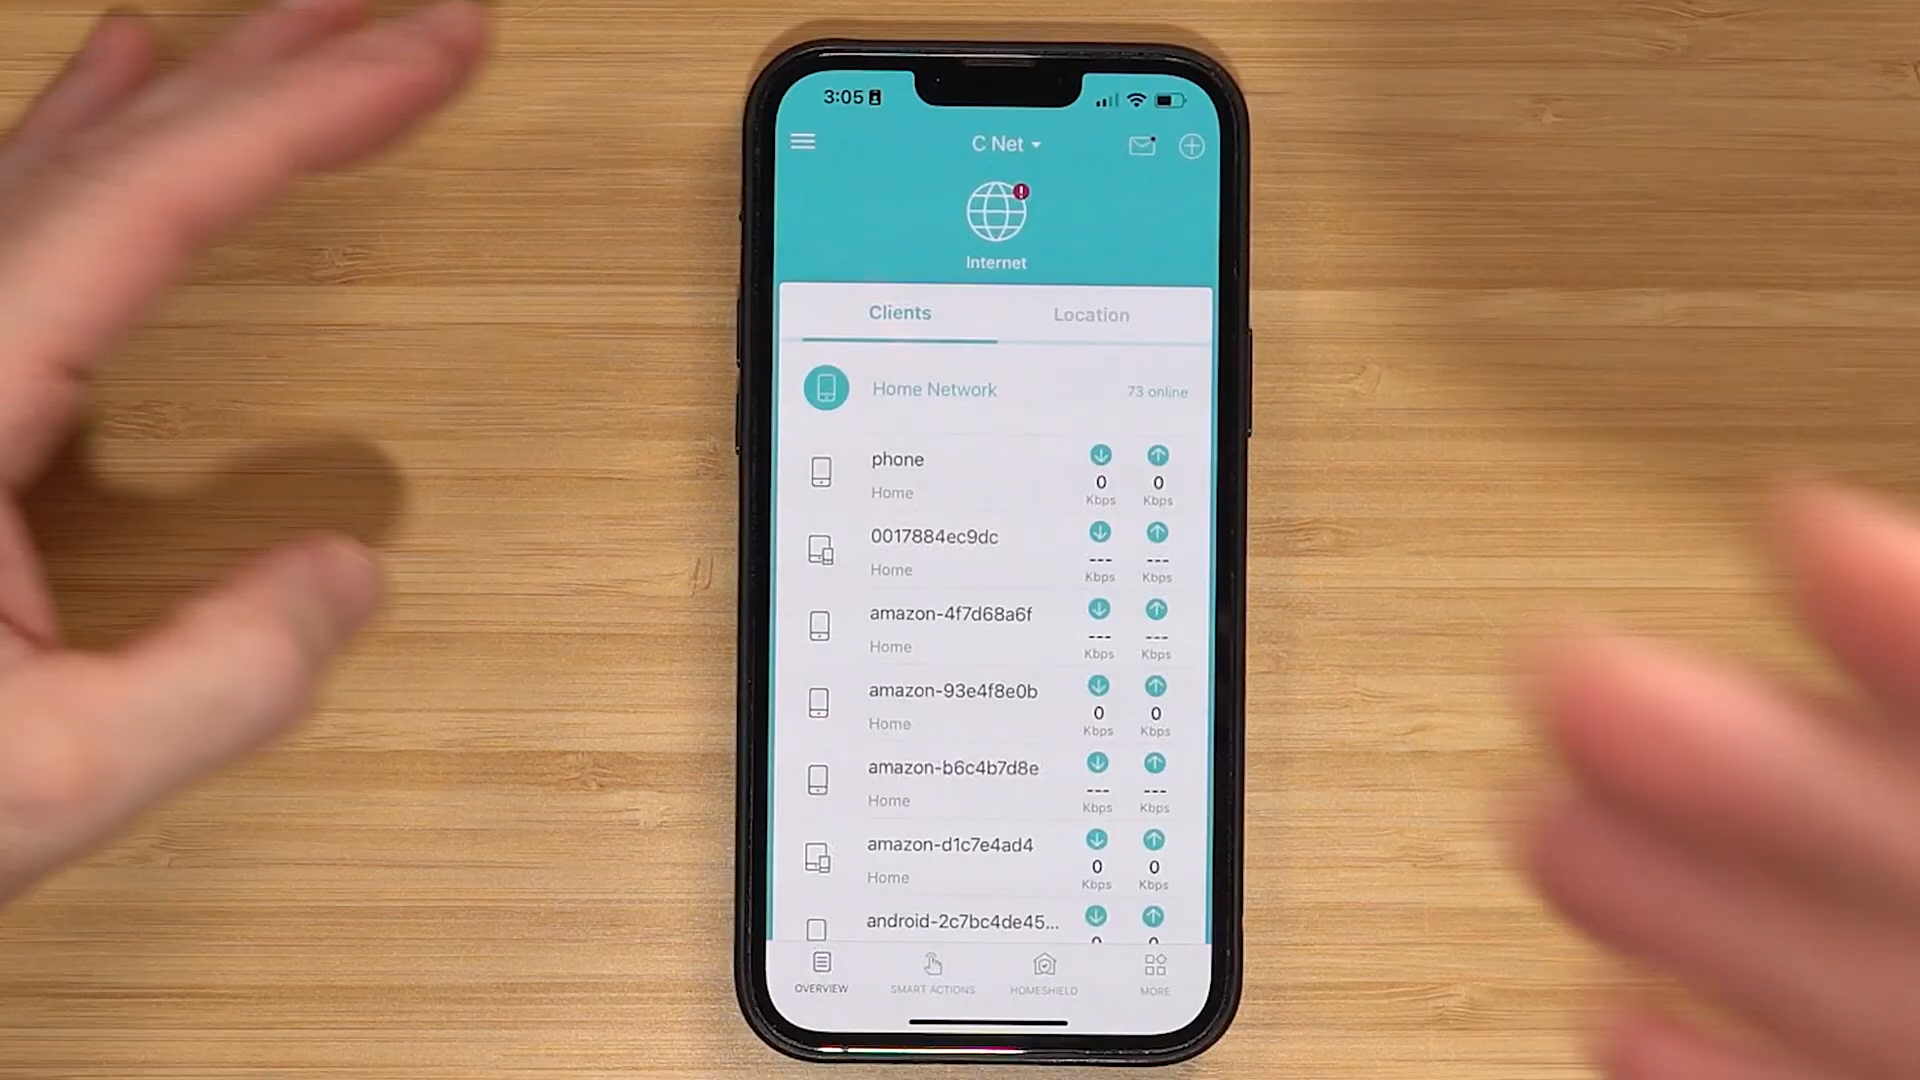 3:05
C Net
Internet
Clients Location
Home Network 73 online
phone
0 0
Home Kbps Kbps
0017884ec9dc
--- ---
Home Kbps Kbps
amazon-4f7d68a6f
--- ---
Home Kbps Kbps
amazon-93e4f8e0b
0 0
Home Kbps Kbps
amazon-b6c4b7d8e
--- ---
Home Kbps Kbps
amazon-d1c7e4ad4
0 0
Home Kbps Kbps
android-2c7bc4de45...
0 0
OVERVIEW SMART ACTIONS HOMESHIELD MORE